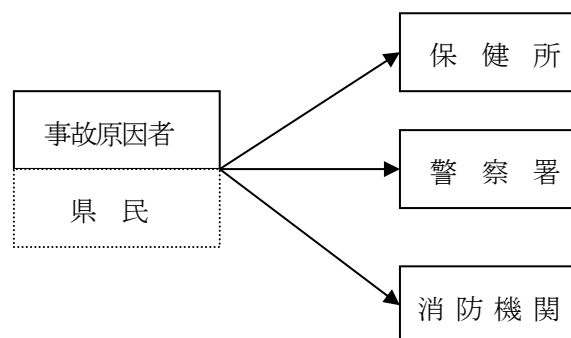 保健所
事故原因者
県民
警察署
消防機関